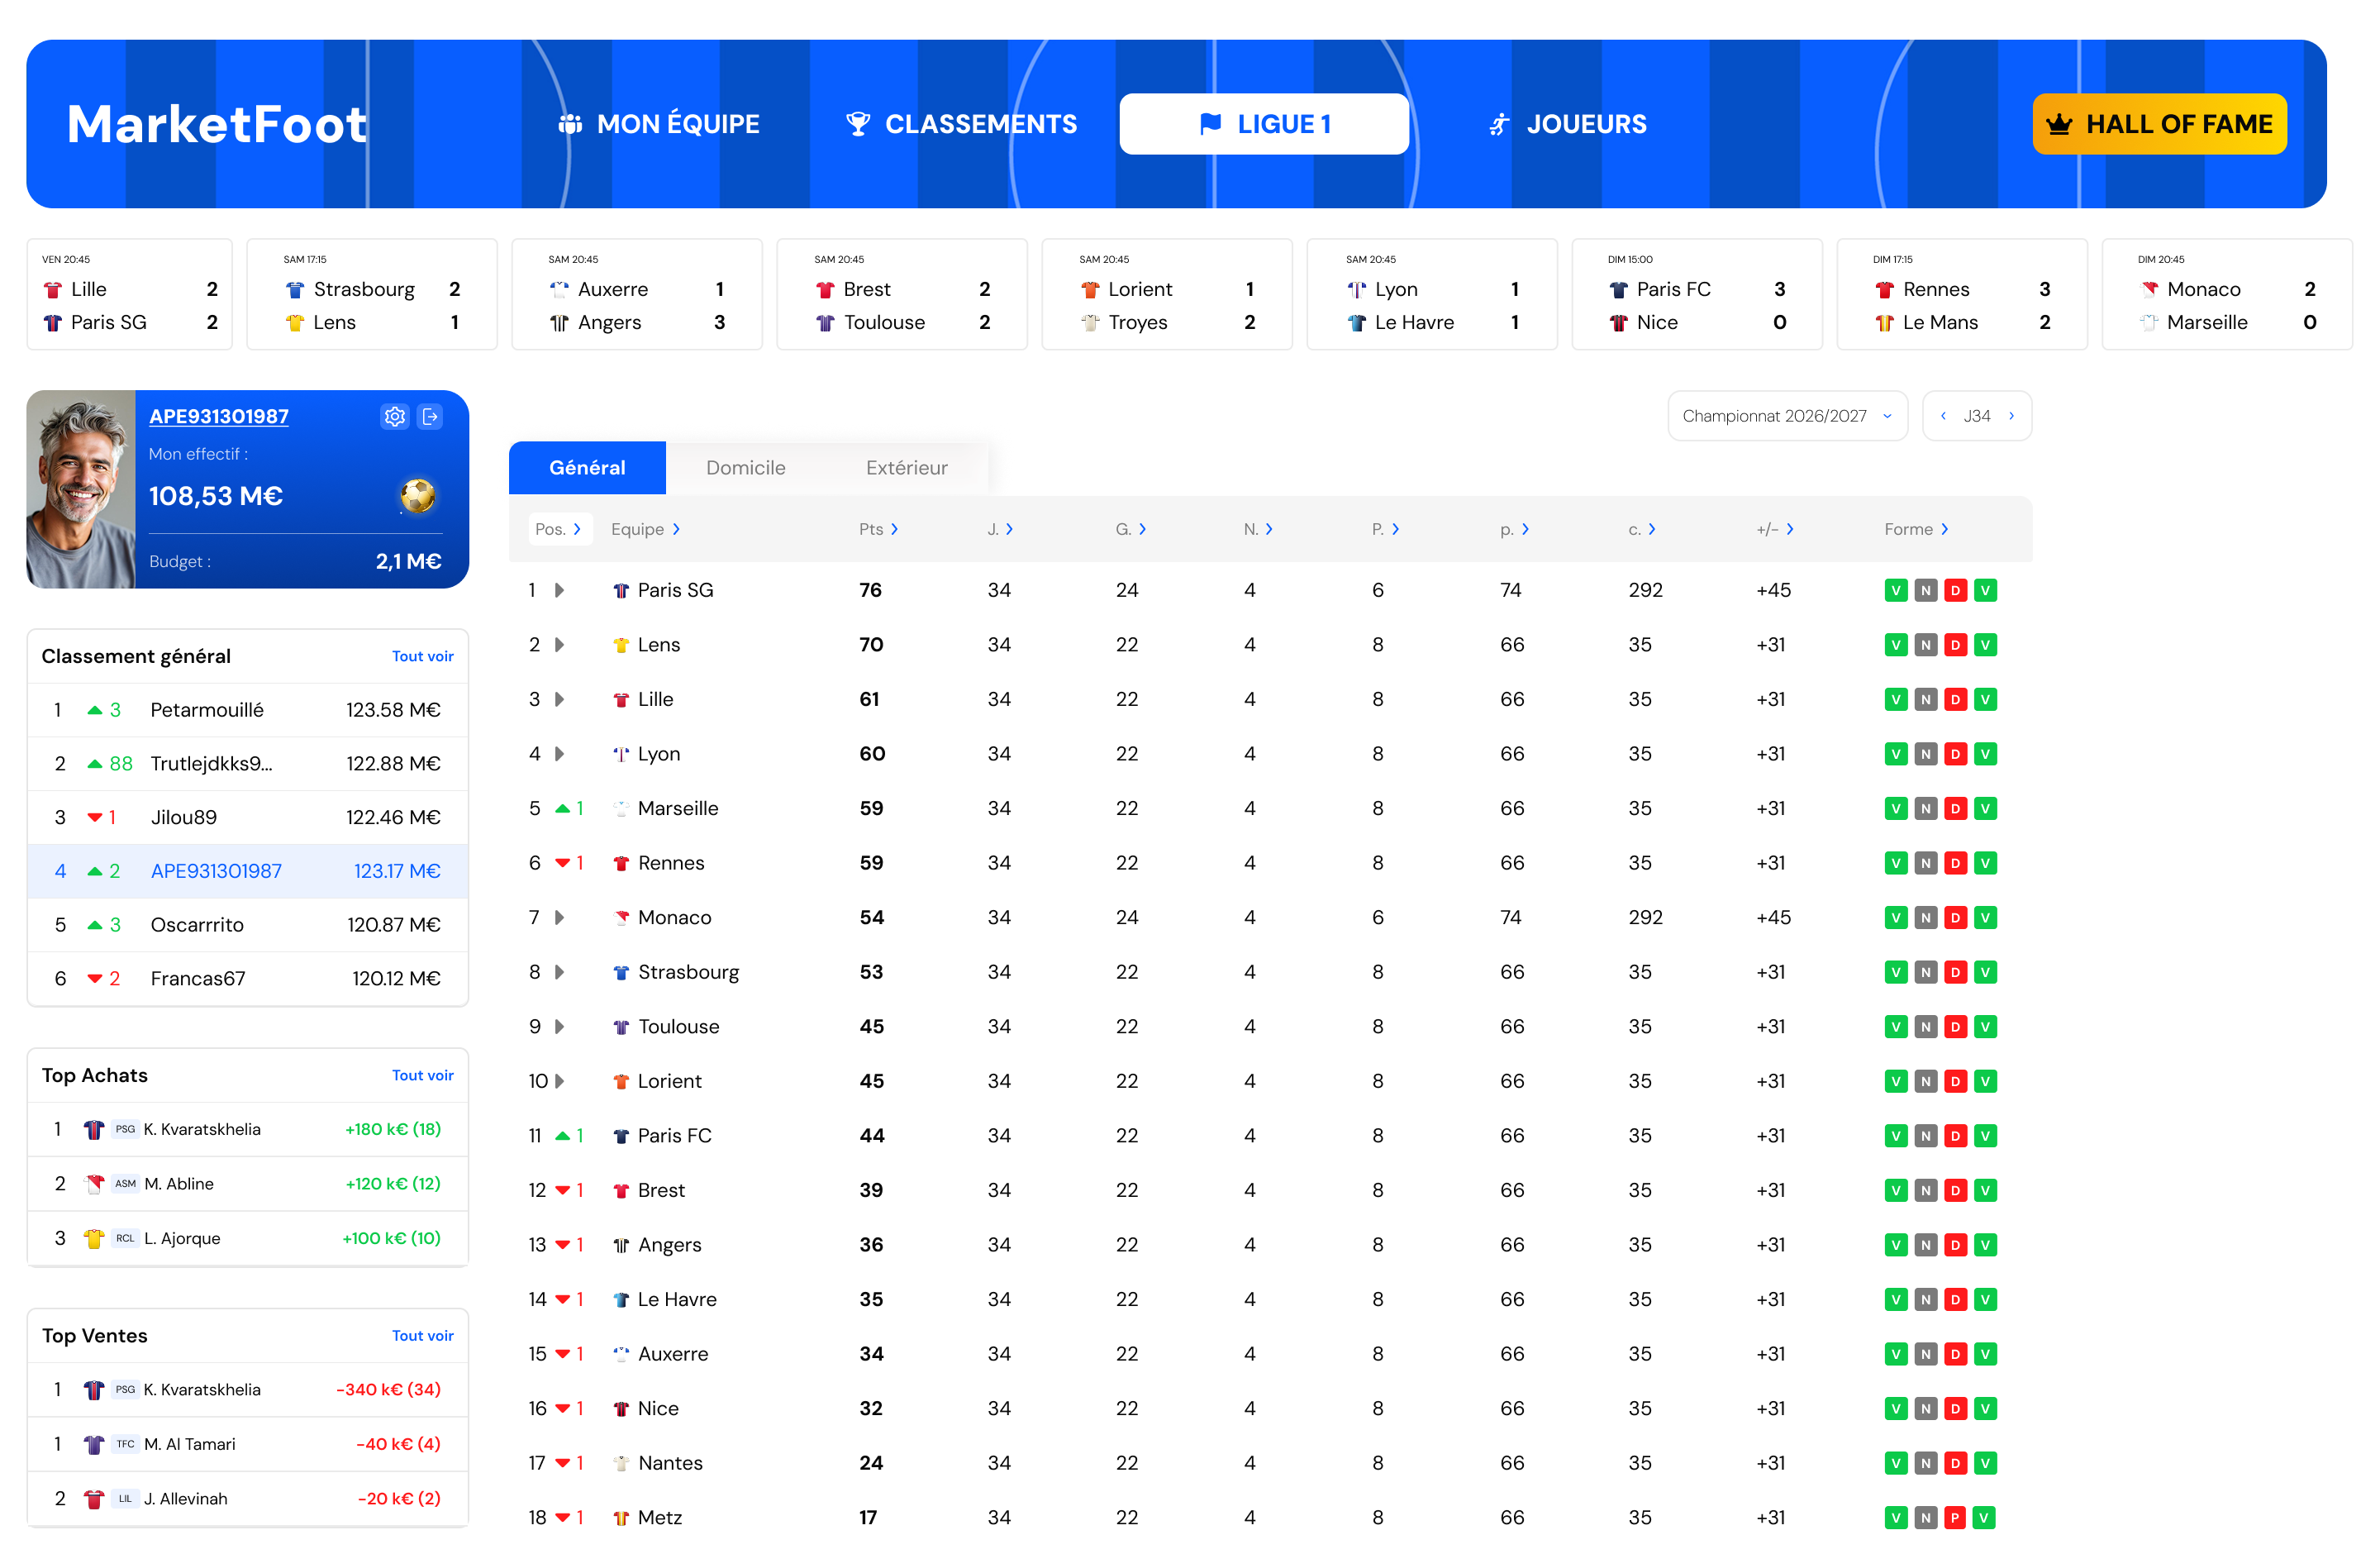 MarketFoot MON ÉQUIPE CLASSEMENTS LIGUE 1 JOUEURS HALL OF FAME
VEN 20:45
Lille 2
Paris SG 2
SAM 17:15
Strasbourg 2
Lens 1
SAM 20:45
Auxerre 1
Angers 3
SAM 20:45
Brest 2
Toulouse 2
SAM 20:45
Lorient 1
Troyes 2
SAM 20:45
Lyon 1
Le Havre 1
DIM 15:00
Paris FC 3
Nice 0
DIM 17:15
Rennes 3
Le Mans 2
DIM 20:45
Monaco 2
Marseille 0
APE931301987
Mon effectif :
108,53 M€
Budget : 2,1 M€
Classement général Tout voir
1 3 Petarmouillé 123.58 M€
2 88 Trutlejdkks9... 122.88 M€
3 1 Jilou89 122.46 M€
4 2 APE931301987 123.17 M€
5 3 Oscarrrito 120.87 M€
6 2 Francas67 120.12 M€
Top Achats Tout voir
1 PSG K. Kvaratskhelia +180 k€ (18)
2 ASM M. Abline +120 k€ (12)
3 RCL L. Ajorque +100 k€ (10)
Top Ventes Tout voir
1 PSG K. Kvaratskhelia -340 k€ (34)
1 TFC M. Al Tamari -40 k€ (4)
2 LIL J. Allevinah -20 k€ (2)
Championnat 2026/2027 J34
Général Domicile Extérieur
Pos. Equipe Pts J. G. N. P. p. c. +/- Forme
1 Paris SG 76 34 24 4 6 74 292 +45 V N D V
2 Lens 70 34 22 4 8 66 35 +31 V N D V
3 Lille 61 34 22 4 8 66 35 +31 V N D V
4 Lyon 60 34 22 4 8 66 35 +31 V N D V
5 1 Marseille 59 34 22 4 8 66 35 +31 V N D V
6 1 Rennes 59 34 22 4 8 66 35 +31 V N D V
7 Monaco 54 34 24 4 6 74 292 +45 V N D V
8 Strasbourg 53 34 22 4 8 66 35 +31 V N D V
9 Toulouse 45 34 22 4 8 66 35 +31 V N D V
10 Lorient 45 34 22 4 8 66 35 +31 V N D V
11 1 Paris FC 44 34 22 4 8 66 35 +31 V N D V
12 1 Brest 39 34 22 4 8 66 35 +31 V N D V
13 1 Angers 36 34 22 4 8 66 35 +31 V N D V
14 1 Le Havre 35 34 22 4 8 66 35 +31 V N D V
15 1 Auxerre 34 34 22 4 8 66 35 +31 V N D V
16 1 Nice 32 34 22 4 8 66 35 +31 V N D V
17 1 Nantes 24 34 22 4 8 66 35 +31 V N D V
18 1 Metz 17 34 22 4 8 66 35 +31 V N P V